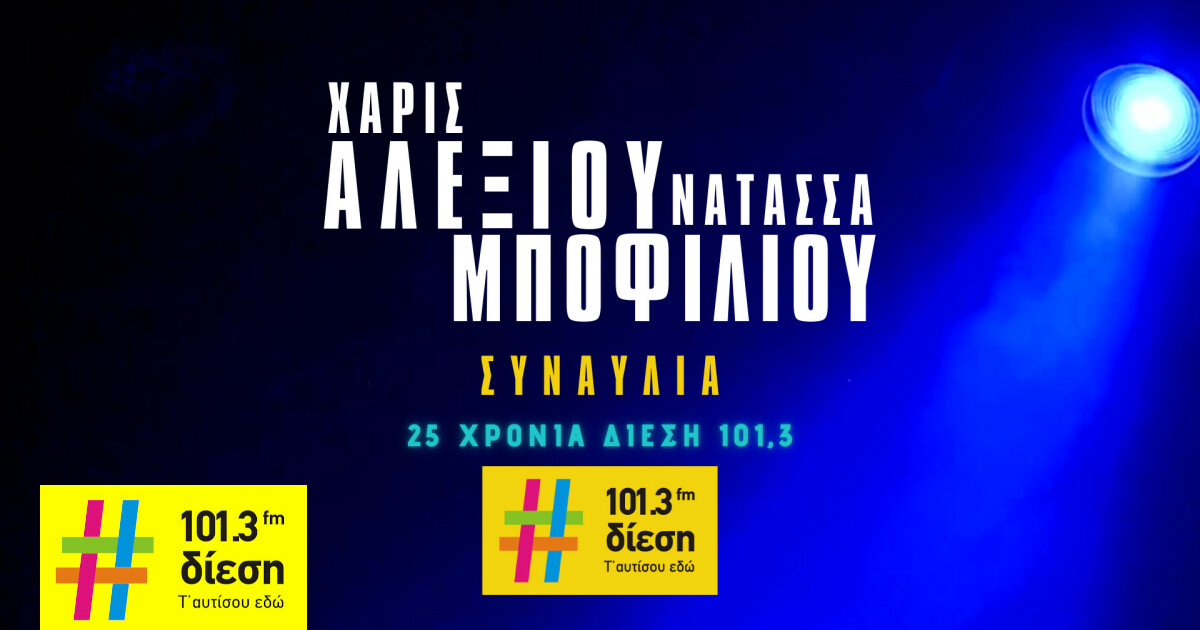 ΧΑΡΙΣ
ΑΛΕΞΙΟΥ ΝΑΤΑΣΣΑ
ΜΠΟΦΙΛΙΟΥ
ΣΥΝΑΥΛΙΑ
25 ΧΡΟΝΙΑ ΔΙΕΣΗ 101,3
101.3 fm
δίεση
Τ'αυτίσου εδώ
101.3 fm
δίεση
Τ'αυτίσου εδώ